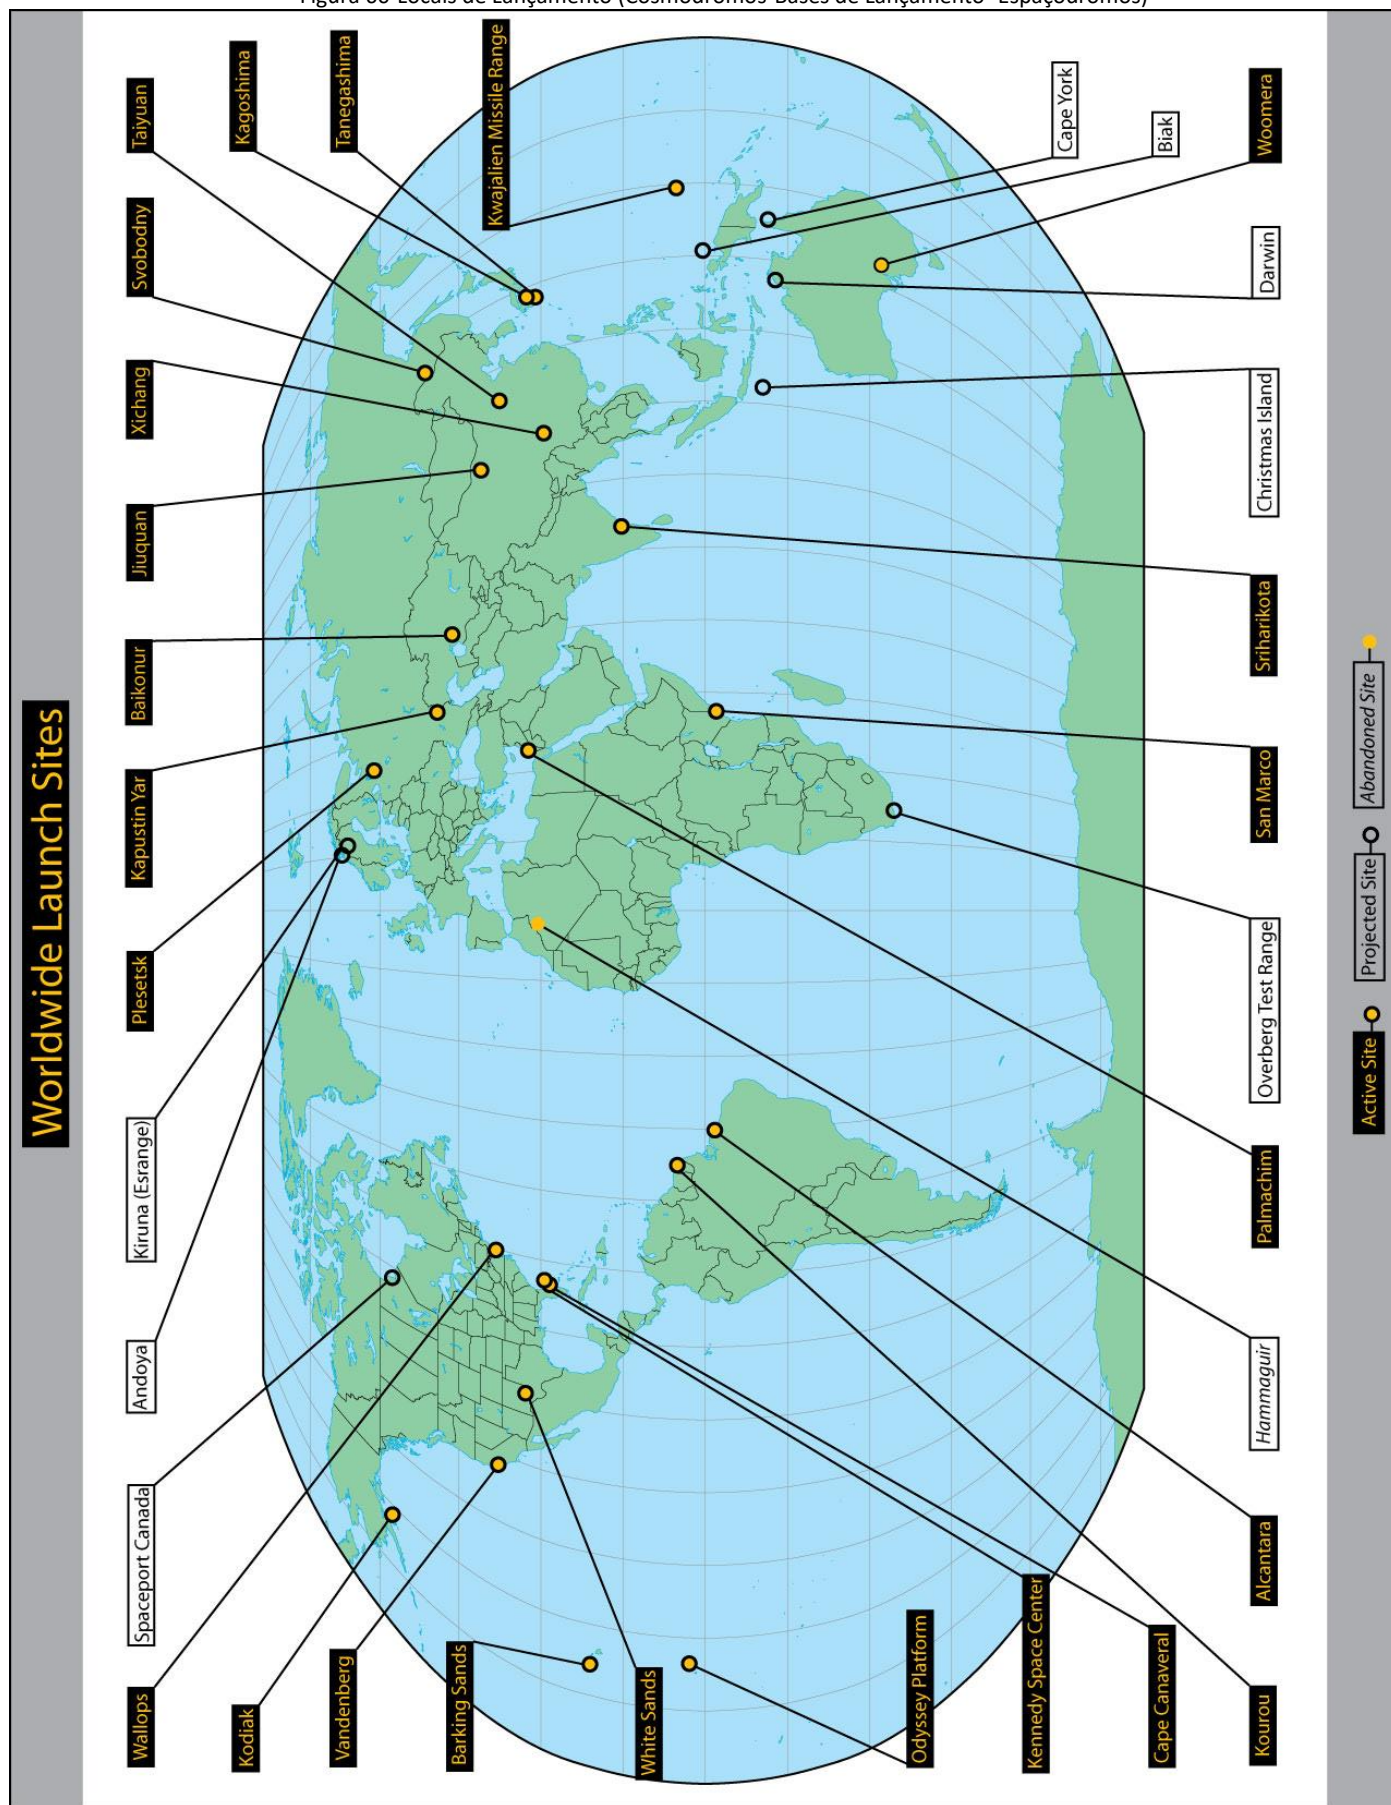 Figura 60-Locais de Lançamento (Cosmódromos-Bases de Lançamento- Espaçodromos)
Worldwide Launch Sites
Wallops
Spaceport Canada
Andoya
Kiruna (Esrange)
Plesetsk
Kapustin Yar
Baikonur
Jiuquan
Xichang
Svobodny
Taiyuan
Kodiak
Kagoshima
Vandenberg
Tanegashima
Barking Sands
Kwajalien Missile Range
White Sands
Odyssey Platform
Kennedy Space Center
Cape York
Cape Canaveral
Biak
Kourou
Alcantara
Hammaguir
Palmachim
Overberg Test Range
San Marco
Sriharikota
Christmas Island
Darwin
Woomera
Active Site
Projected Site
Abandoned Site